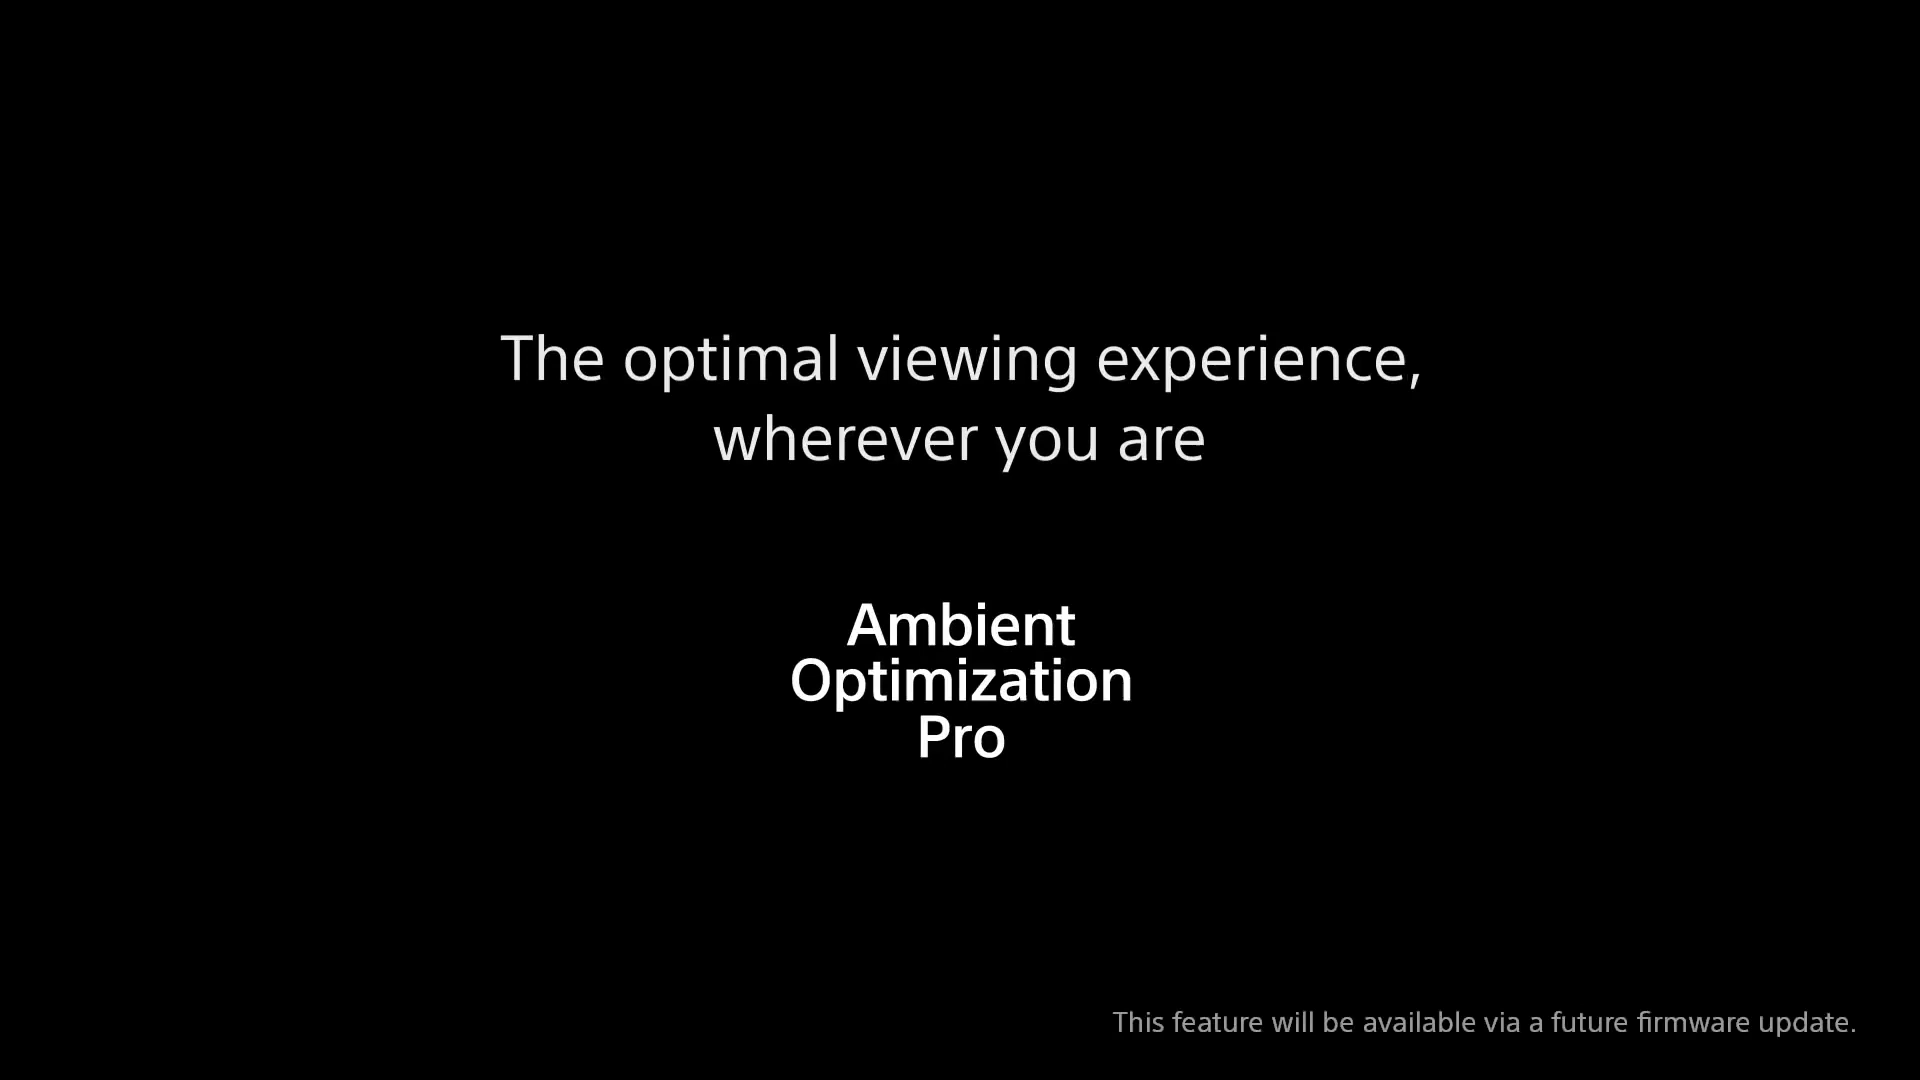 The optimal viewing experience,
wherever you are
Ambient
Optimization
Pro
This feature will be available via a future firmware update.